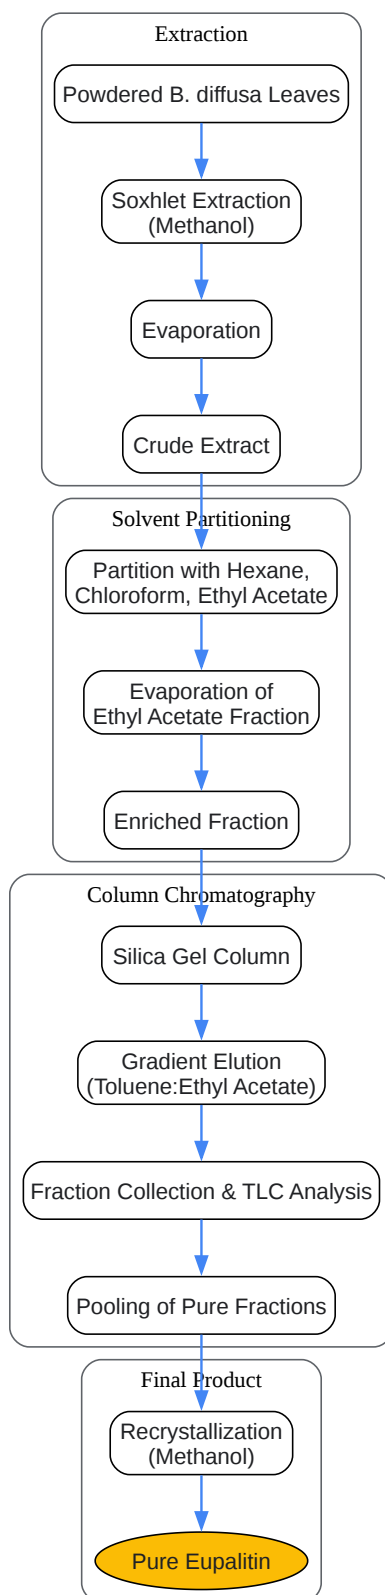 Extraction
Powdered B. diffusa Leaves
Soxhlet Extraction
(Methanol)
Evaporation
Crude Extract
Solvent Partitioning
Partition with Hexane,
Chloroform, Ethyl Acetate
Evaporation of
Ethyl Acetate Fraction
Enriched Fraction
Column Chromatography
Silica Gel Column
Gradient Elution
(Toluene:Ethyl Acetate)
Fraction Collection & TLC Analysis
Pooling of Pure Fractions
Final Product
Recrystallization
(Methanol)
Pure Eupalitin